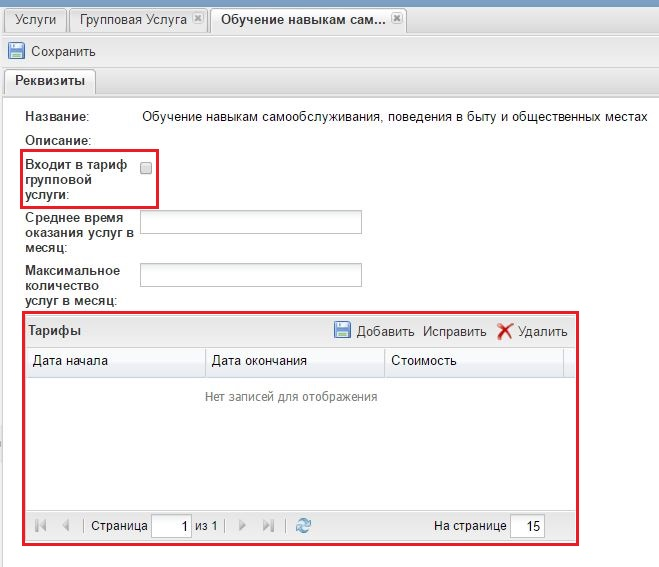 Услуги Групповая Услуга Обучение навыкам сам...
Сохранить
Реквизиты
Название: Обучение навыкам самообслуживания, поведения в быту и общественных местах
Описание:
Входит в тариф
групповой
услуги:
Среднее время
оказания услуг в
месяц:
Максимальное
количество
услуг в месяц:
Тарифы Добавить Исправить Удалить
Дата начала Дата окончания Стоимость
Нет записей для отображения
Страница 1 из 1 На странице 15